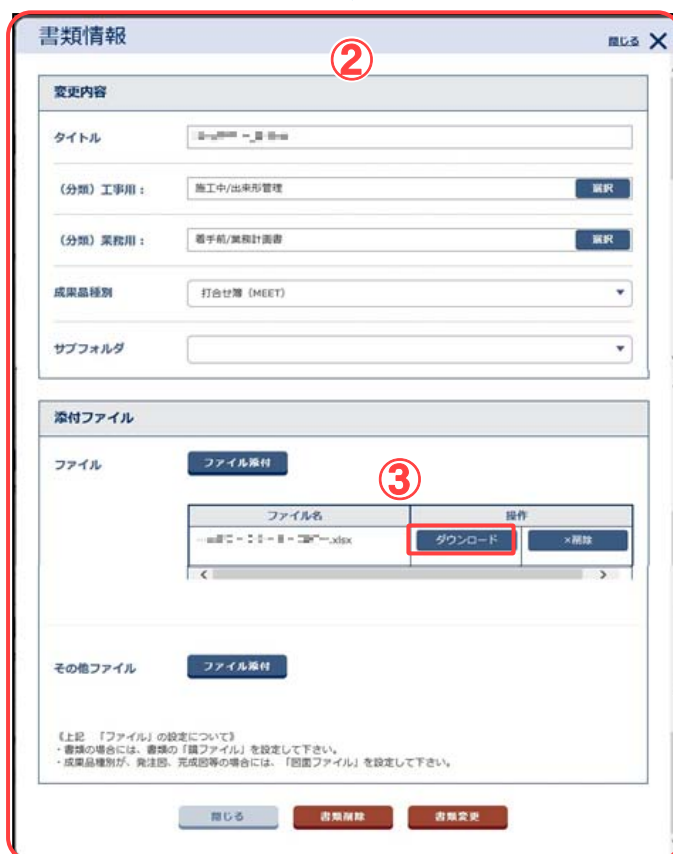 書類情報
閉じる ×
②
変更内容
タイトル
(分類) 工事用: 施工中/出来形管理 選択
(分類) 業務用: 着手前/業務計画書 選択
成果品種別 打合せ簿 (MEET)
サブフォルダ
添付ファイル
ファイル ファイル添付
③
ファイル名 操作
.xlsx ダウンロード ×削除
その他ファイル ファイル添付
《上記 「ファイル」の設定について》
・書類の場合には、書類の「鏡ファイル」を設定して下さい。
・成果品種別が、発注図、完成図等の場合には、「図面ファイル」を設定して下さい。
閉じる 書類削除 書類変更